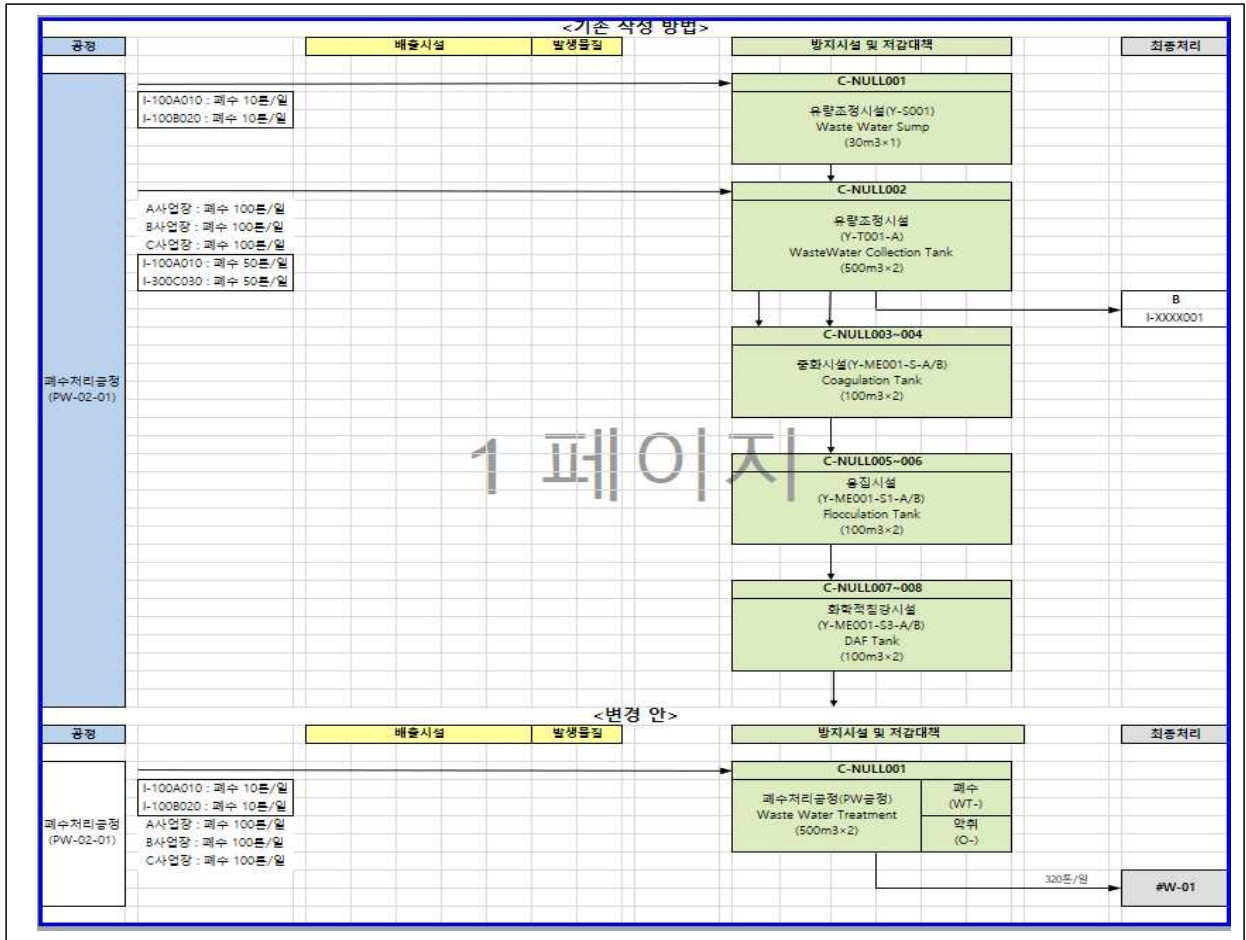 <기존 작성 방법>
공정 배출시설 발생물질 방지시설 및 저감대책 최종처리
C-NULL001
I-100A010 : 폐수 10톤/일
I-100B020 : 폐수 10톤/일
유량조정시설(Y-S001)
Waste Water Sump
(30m3×1)
C-NULL002
A사업장 : 폐수 100톤/일
B사업장 : 폐수 100톤/일
C사업장 : 폐수 100톤/일
I-100A010 : 폐수 50톤/일
I-300C030 : 폐수 50톤/일
유량조정시설
(Y-T001-A)
WasteWater Collection Tank
(500m3×2)
B
I-XXXX001
C-NULL003~004
중화시설(Y-ME001-S-A/B)
Coagulation Tank
(100m3×2)
폐수처리공정
(PW-02-01)
1 페이지
C-NULL005~006
응집시설
(Y-ME001-S1-A/B)
Flocculation Tank
(100m3×2)
C-NULL007~008
화학적침강시설
(Y-ME001-S3-A/B)
DAF Tank
(100m3×2)
<변경 안>
공정 배출시설 발생물질 방지시설 및 저감대책 최종처리
C-NULL001
I-100A010 : 폐수 10톤/일
I-100B020 : 폐수 10톤/일
A사업장 : 폐수 100톤/일
B사업장 : 폐수 100톤/일
C사업장 : 폐수 100톤/일
폐수처리공정
(PW-02-01)
폐수처리공정(PW공정)
Waste Water Treatment
(500m3×2)
폐수
(WT-)
악취
(O-)
320톤/일
#W-01